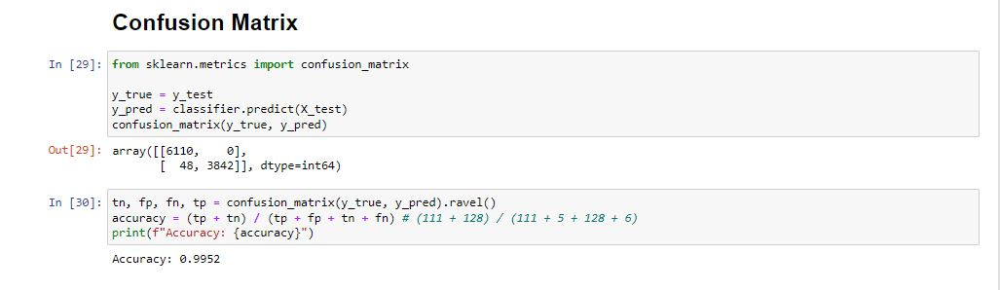 Confusion Matrix
In [29]: from sklearn.metrics import confusion_matrix
y_true = y_test
y_pred = classifier.predict(X_test)
confusion_matrix(y_true, y_pred)
Out[29]: array([[6110,    0],
       [  48, 3842]], dtype=int64)
In [30]: tn, fp, fn, tp = confusion_matrix(y_true, y_pred).ravel()
accuracy = (tp + tn) / (tp + fp + tn + fn) # (111 + 128) / (111 + 5 + 128 + 6)
print(f"Accuracy: {accuracy}")
Accuracy: 0.9952